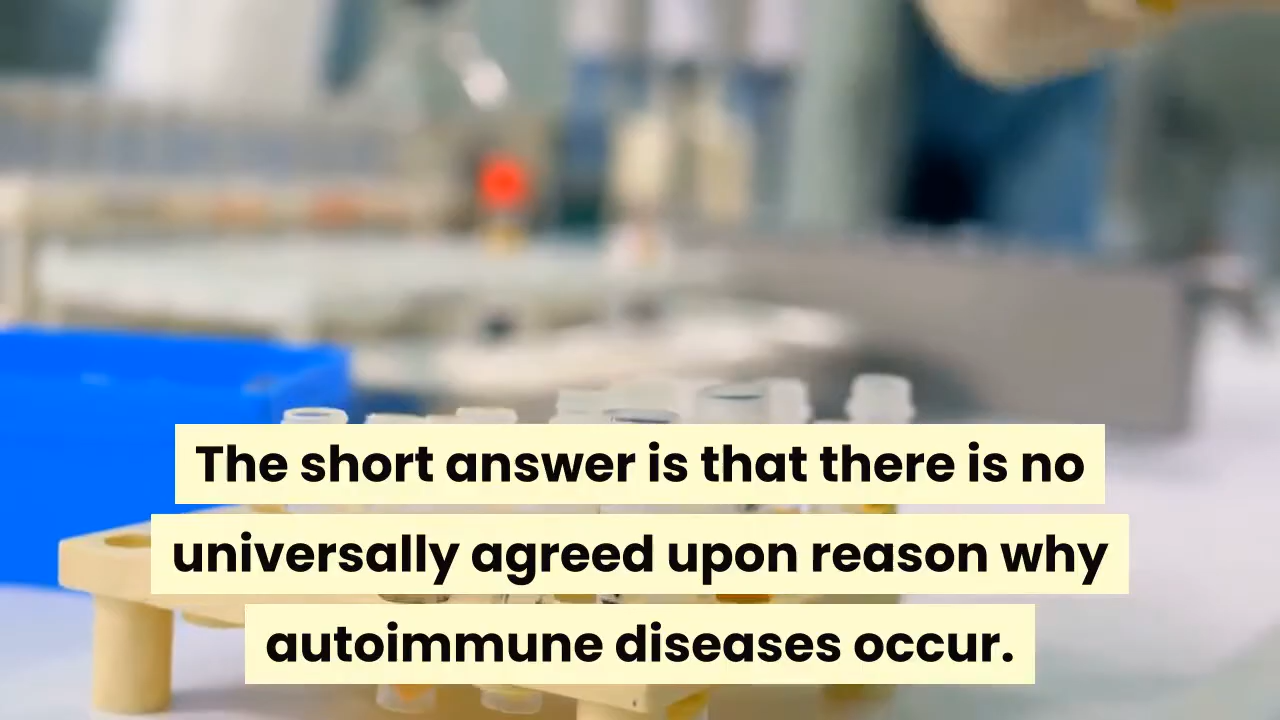 The short answer is that there is no
universally agreed upon reason why
autoimmune diseases occur.